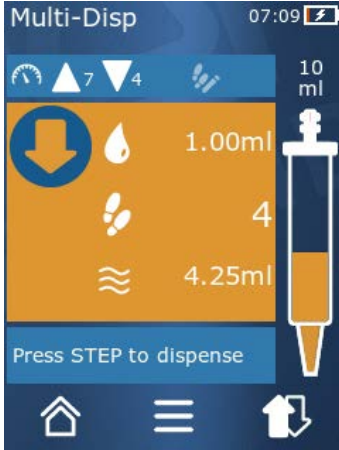 Multi-Disp 07:09
7 4
10
ml
1.00ml
4
4.25ml
Press STEP to dispense